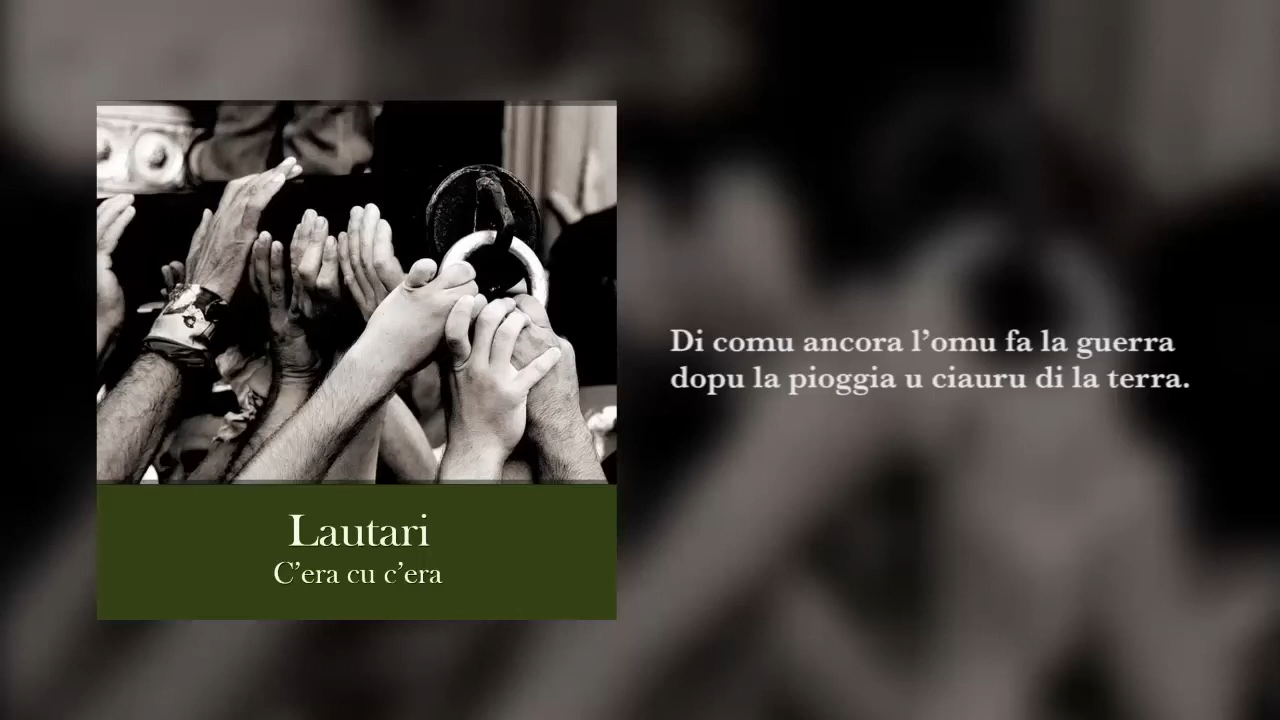 Lautari
C’era cu c’era
Di comu ancora l’omu fa la guerra
dopu la pioggia u ciauru di la terra.